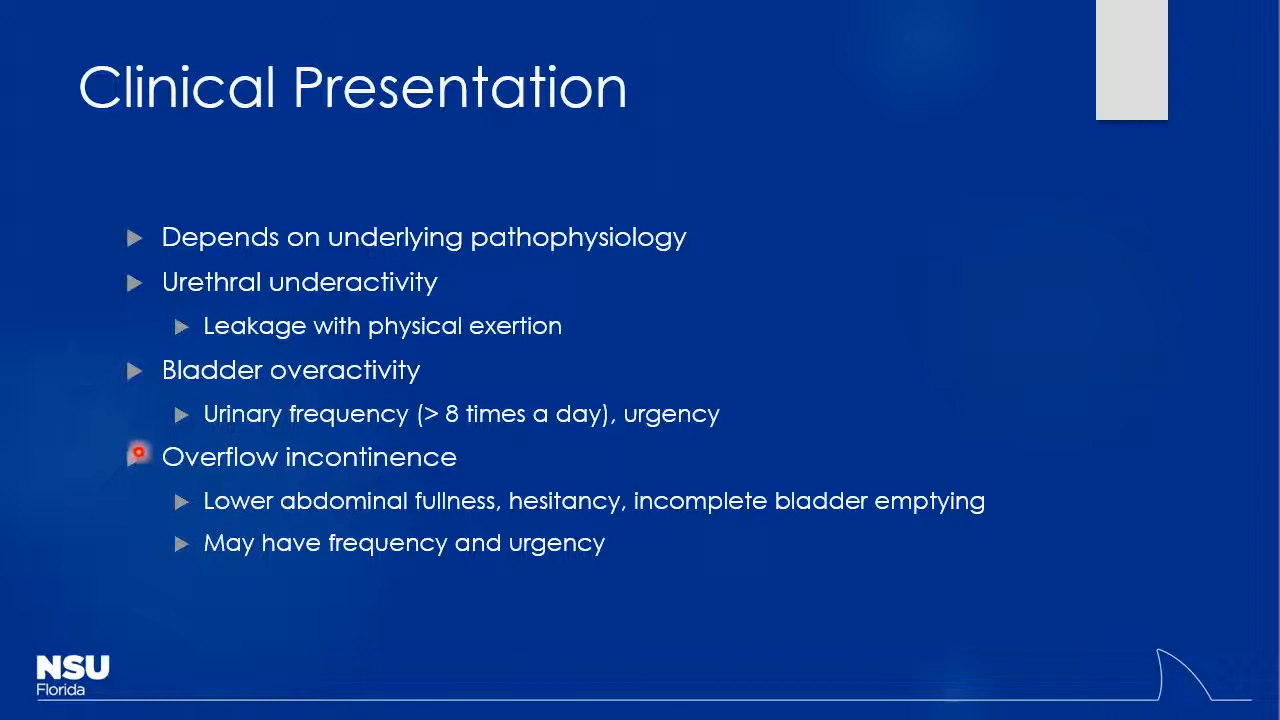 Clinical Presentation
Depends on underlying pathophysiology
Urethral underactivity
Leakage with physical exertion
Bladder overactivity
Urinary frequency (> 8 times a day), urgency
Overflow incontinence
Lower abdominal fullness, hesitancy, incomplete bladder emptying
May have frequency and urgency
NSU
Florida